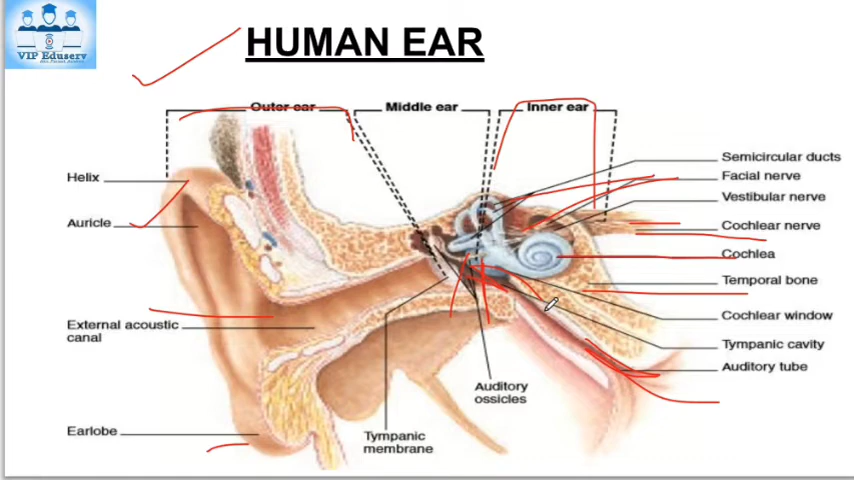 VIP Eduserv
HUMAN EAR
Outer ear
Middle ear
Inner ear
Helix
Auricle
External acoustic
canal
Earlobe
Tympanic
membrane
Auditory
ossicles
Semicircular ducts
Facial nerve
Vestibular nerve
Cochlear nerve
Cochlea
Temporal bone
Cochlear window
Tympanic cavity
Auditory tube